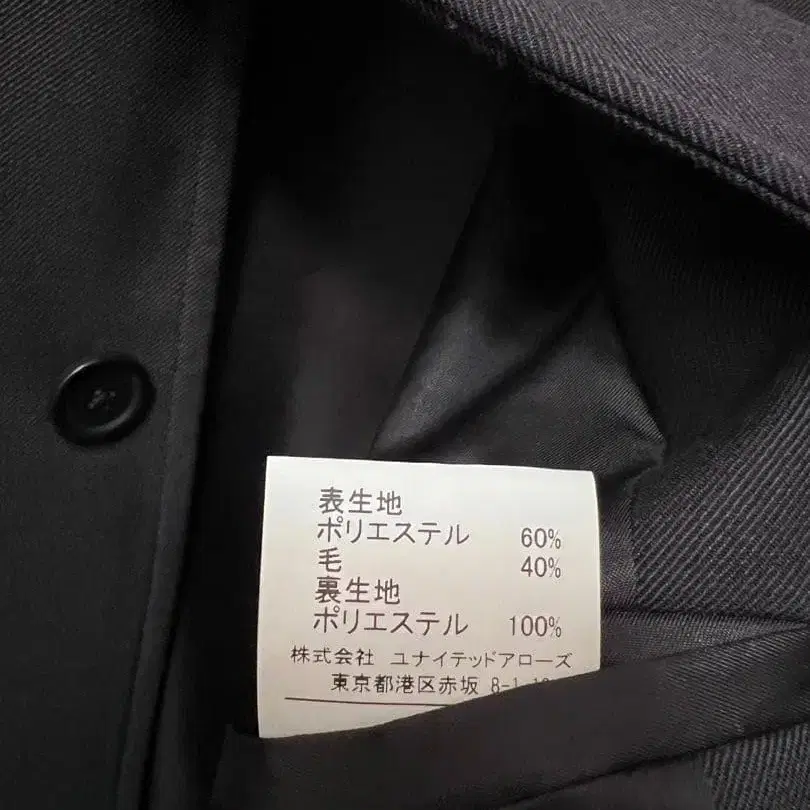 表生地
ポリエステル 60%
毛 40%
裏生地
ポリエステル 100%
株式会社 ユナイテッドアローズ
東京都港区赤坂 8-1-